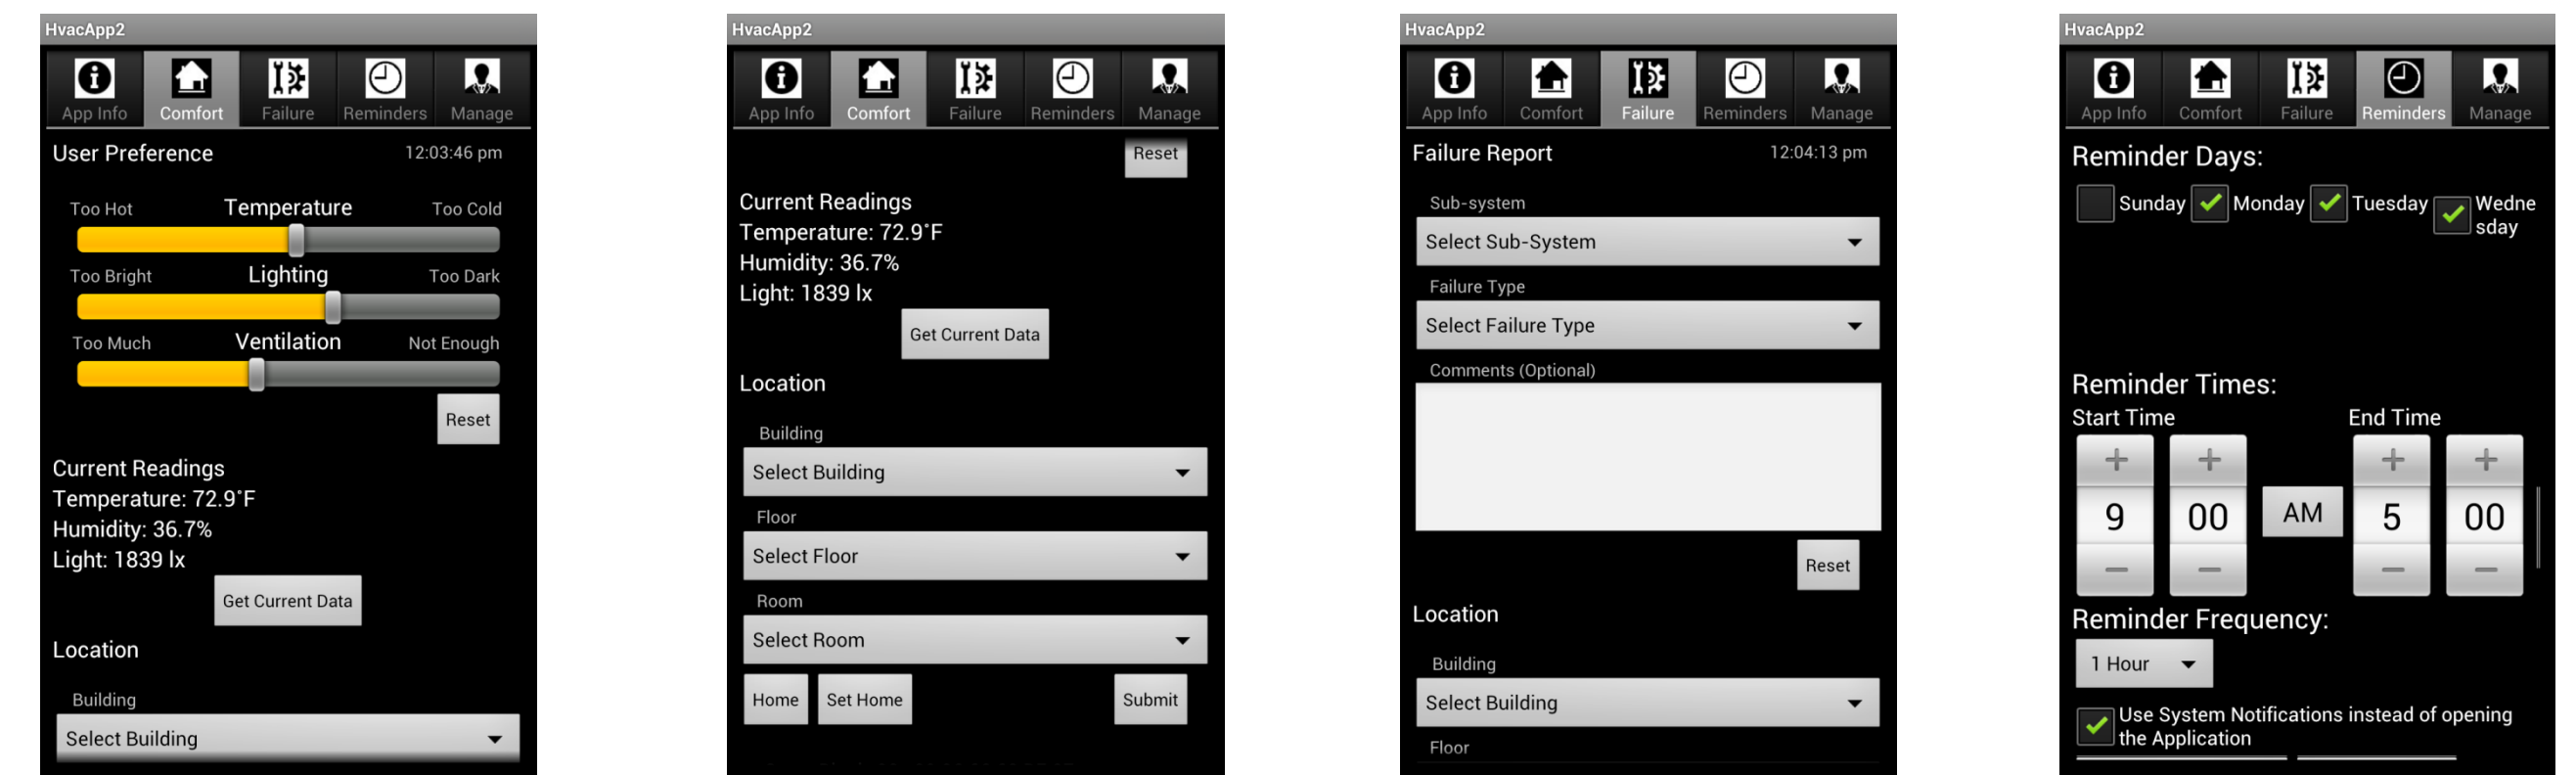 HvacApp2
App Info Comfort Failure Reminders Manage
User Preference 12:03:46 pm
Too Hot Temperature Too Cold
Too Bright Lighting Too Dark
Too Much Ventilation Not Enough
Reset
Current Readings
Temperature: 72.9°F
Humidity: 36.7%
Light: 1839 lx
Get Current Data
Location
Building
Select Building
HvacApp2
App Info Comfort Failure Reminders Manage
Reset
Current Readings
Temperature: 72.9°F
Humidity: 36.7%
Light: 1839 lx
Get Current Data
Location
Building
Select Building
Floor
Select Floor
Room
Select Room
Home Set Home Submit
HvacApp2
App Info Comfort Failure Reminders Manage
Failure Report 12:04:13 pm
Sub-system
Select Sub-System
Failure Type
Select Failure Type
Comments (Optional)
Reset
Location
Building
Select Building
Floor
HvacApp2
App Info Comfort Failure Reminders Manage
Reminder Days:
Sunday Monday Tuesday Wedne
sday
Reminder Times:
Start Time End Time
+ + + +
9 00 AM 5 00
− − − −
Reminder Frequency:
1 Hour
Use System Notifications instead of opening
the Application